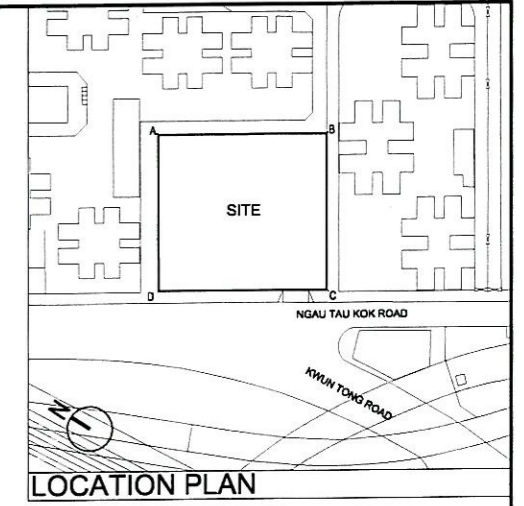 A
B
SITE
D
C
NGAU TAU KOK ROAD
KWUN TONG ROAD
N
LOCATION PLAN